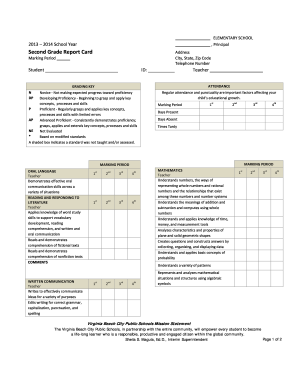 ELEMENTARY SCHOOL
2013 – 2014 School Year
, Principal
Second Grade Report Card
Address
Marking Period
City, State, Zip Code
Telephone Number
Student
ID:
Teacher
GRADING KEY
N Novice - Not making expected progress toward proficiency
DP Developing Proficiency - Beginning to grasp and apply key concepts, processes and skills
P Proficient - Regularly grasps and applies key concepts, processes and skills with limited errors
AP Advanced Proficient - Consistently demonstrates proficiency, grasps, applies and extends key concepts, processes and skills
NE Not Evaluated
* Based on modified standards
A shaded box indicates a standard was not taught and/or assessed.
ATTENDANCE
Regular attendance and punctuality are important factors affecting your child's educational growth.
Marking Period 1st 2nd 3rd 4th
Days Present
Days Absent
Times Tardy
MARKING PERIOD
ORAL LANGUAGE 1st 2nd 3rd 4th
Teacher
Demonstrates effective oral communication skills across a variety of situations
READING AND RESPONDING TO LITERATURE 1st 2nd 3rd 4th
Teacher
Applies knowledge of word study skills to support vocabulary development, reading comprehension, and written and oral communication
Reads and demonstrates comprehension of fictional texts
Reads and demonstrates comprehension of nonfiction texts
COMMENTS
WRITTEN COMMUNICATION 1st 2nd 3rd 4th
Teacher
Writes to effectively communicate ideas for a variety of purposes
Edits writing for correct grammar, capitalization, punctuation, and spelling
MARKING PERIOD
MATHEMATICS 1st 2nd 3rd 4th
Teacher
Understands numbers, the ways of representing whole numbers and rational numbers and the relationships that exist among these numbers and number systems
Understands the meanings of addition and subtraction and computes using whole numbers
Understands and applies knowledge of time, money, and measurement tools
Analyzes characteristics and properties of plane and solid geometric shapes
Creates questions and constructs answers by collecting, organizing, and displaying data
Understands and applies basic concepts of probability
Understands a variety of patterns
Represents and analyzes mathematical situations and structures using algebraic symbols
Virginia Beach City Public Schools Mission Statement
The Virginia Beach City Public Schools, in partnership with the entire community, will empower every student to become
a life-long learner who is a responsible, productive and engaged citizen within the global community.
Sheila S. Magula, Ed.D., Interim Superintendent
Page 1 of 2